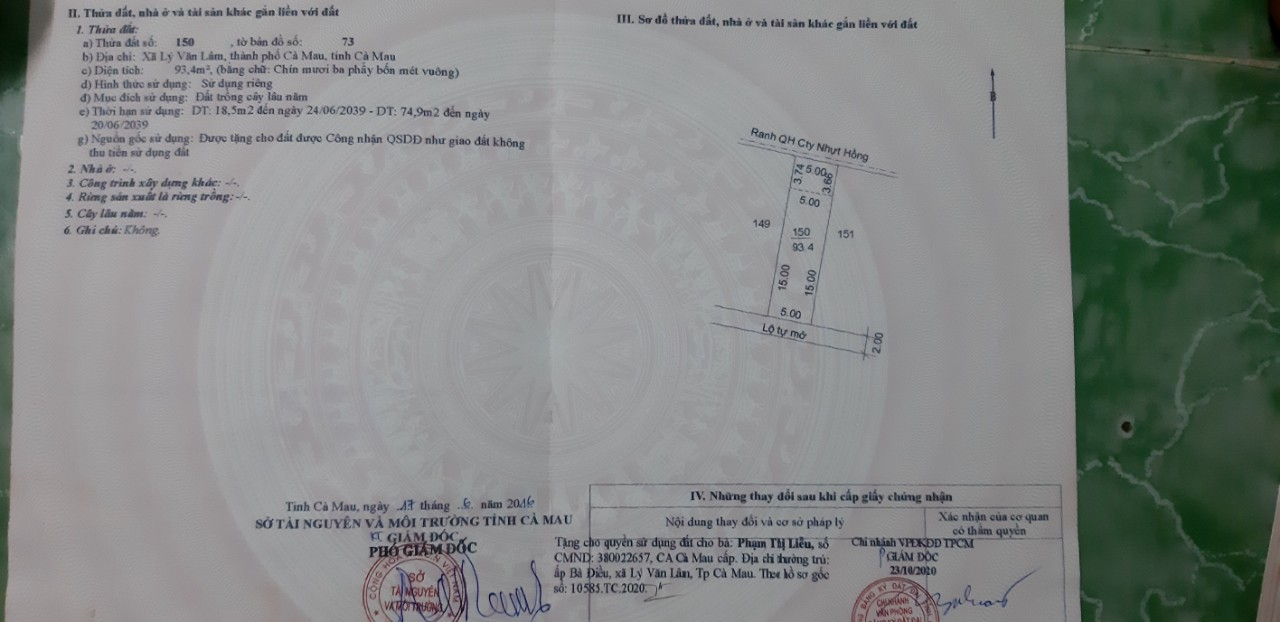 II. Thửa đất, nhà ở và tài sản khác gắn liền với đất
1. Thửa đất:
a) Thửa đất số: 150 , tờ bản đồ số: 73
b) Địa chỉ: Xã Lý Văn Lâm, thành phố Cà Mau, tỉnh Cà Mau
c) Diện tích: 93,4m², (bằng chữ: Chín mươi ba phẩy bốn mét vuông)
d) Hình thức sử dụng: Sử dụng riêng
đ) Mục đích sử dụng: Đất trồng cây lâu năm
e) Thời hạn sử dụng: DT: 18,5m2 đến ngày 24/06/2039 - DT: 74,9m2 đến ngày
20/06/2039
g) Nguồn gốc sử dụng: Được tặng cho đất được Công nhận QSDĐ như giao đất không
thu tiền sử dụng đất
2. Nhà ở: -/-.
3. Công trình xây dựng khác: -/-.
4. Rừng sản xuất là rừng trồng: -/-.
5. Cây lâu năm: -/-.
6. Ghi chú: Không.
III. Sơ đồ thửa đất, nhà ở và tài sản khác gắn liền với đất
B
Ranh QH Cty Nhựt Hồng
5.00
3.74
3.66
5.00
149
150
93.4
151
15.00
15.00
5.00
Lộ tự mở
2.00
Tỉnh Cà Mau, ngày 17 tháng 6 năm 2016
SỞ TÀI NGUYÊN VÀ MÔI TRƯỜNG TỈNH CÀ MAU
KT GIÁM ĐỐC
PHÓ GIÁM ĐỐC
SỞ
TÀI NGUYÊN
VÀ MÔI TRƯỜNG
IV. Những thay đổi sau khi cấp giấy chứng nhận
Nội dung thay đổi và cơ sở pháp lý
Xác nhận của cơ quan
có thẩm quyền
Tặng cho quyền sử dụng đất cho bà: Phạm Thị Liễu, số
CMND: 380022657, CA Cà Mau cấp. Địa chỉ thường trú:
ấp Bà Điều, xã Lý Văn Lâm, Tp Cà Mau. Theo hồ sơ gốc
số: 10585.TC.2020.
Chi nhánh VPĐKĐĐ TPCM
GIÁM ĐỐC
23/10/2020
CHI NHÁNH
VĂN PHÒNG